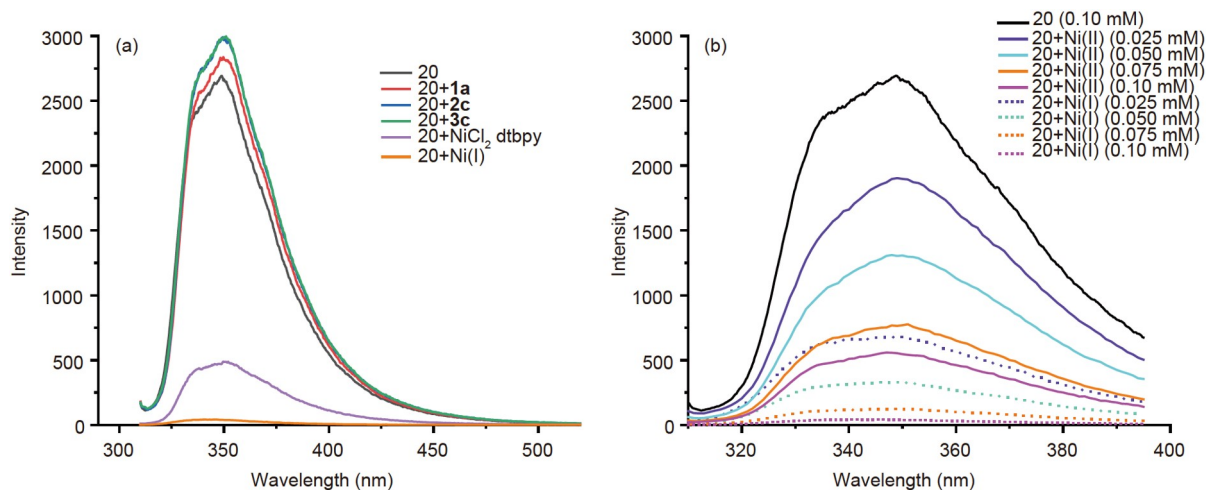 (a)
3000
2500
2000
1500
1000
500
0
Intensity
300
350
400
450
500
Wavelength (nm)
20
20+1a
20+2c
20+3c
20+NiCl₂ dtbpy
20+Ni(I)
(b)
3000
2500
2000
1500
1000
500
0
Intensity
320
340
360
380
400
Wavelength (nm)
20 (0.10 mM)
20+Ni(II) (0.025 mM)
20+Ni(II) (0.050 mM)
20+Ni(II) (0.075 mM)
20+Ni(II) (0.10 mM)
20+Ni(I) (0.025 mM)
20+Ni(I) (0.050 mM)
20+Ni(I) (0.075 mM)
20+Ni(I) (0.10 mM)